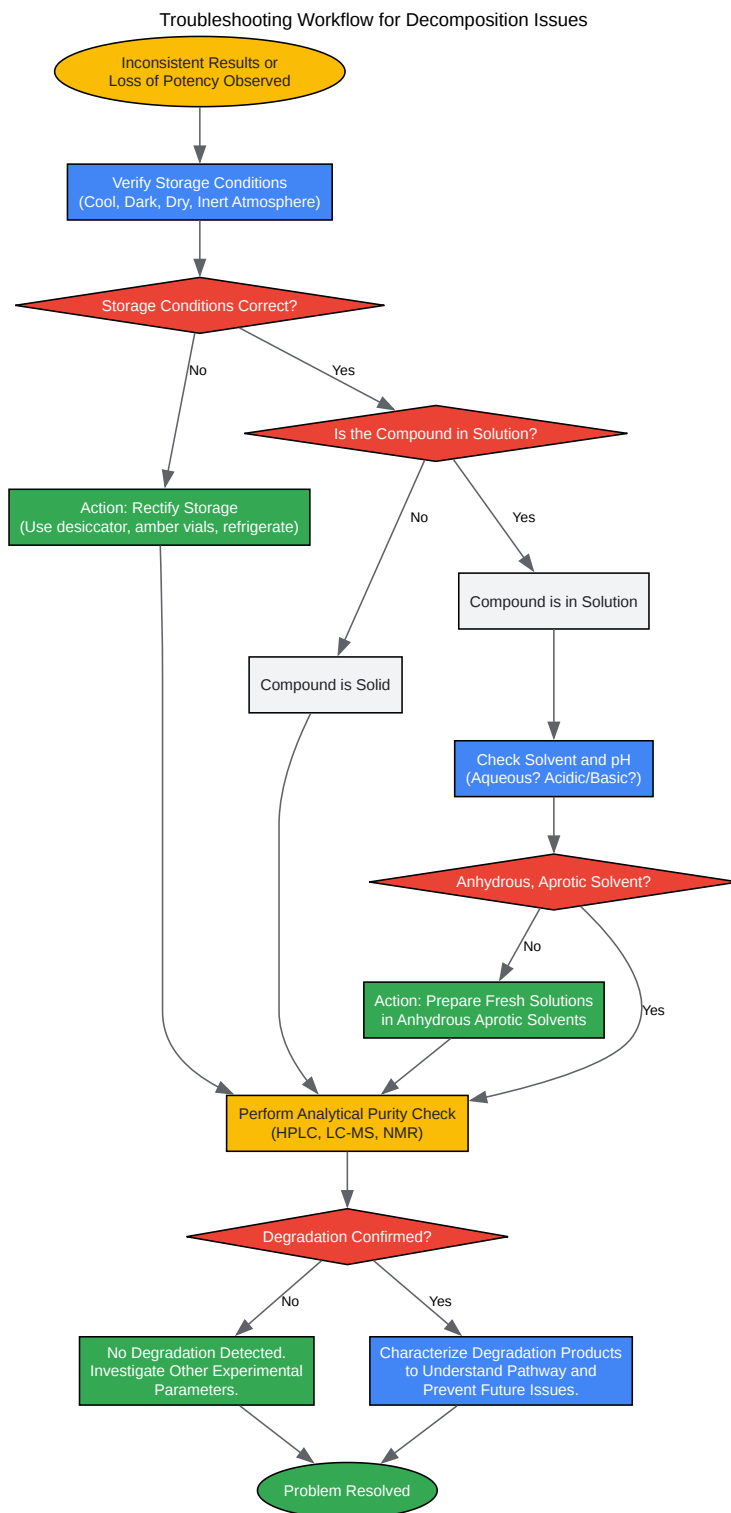 Troubleshooting Workflow for Decomposition Issues
Inconsistent Results or
Loss of Potency Observed
Verify Storage Conditions
(Cool, Dark, Dry, Inert Atmosphere)
Storage Conditions Correct?
No
Yes
Is the Compound in Solution?
Action: Rectify Storage
(Use desiccator, amber vials, refrigerate)
No
Yes
Compound is in Solution
Compound is Solid
Check Solvent and pH
(Aqueous? Acidic/Basic?)
Anhydrous, Aprotic Solvent?
No
Action: Prepare Fresh Solutions
in Anhydrous Aprotic Solvents
Yes
Perform Analytical Purity Check
(HPLC, LC-MS, NMR)
Degradation Confirmed?
No
Yes
No Degradation Detected.
Investigate Other Experimental
Parameters.
Characterize Degradation Products
to Understand Pathway and
Prevent Future Issues.
Problem Resolved